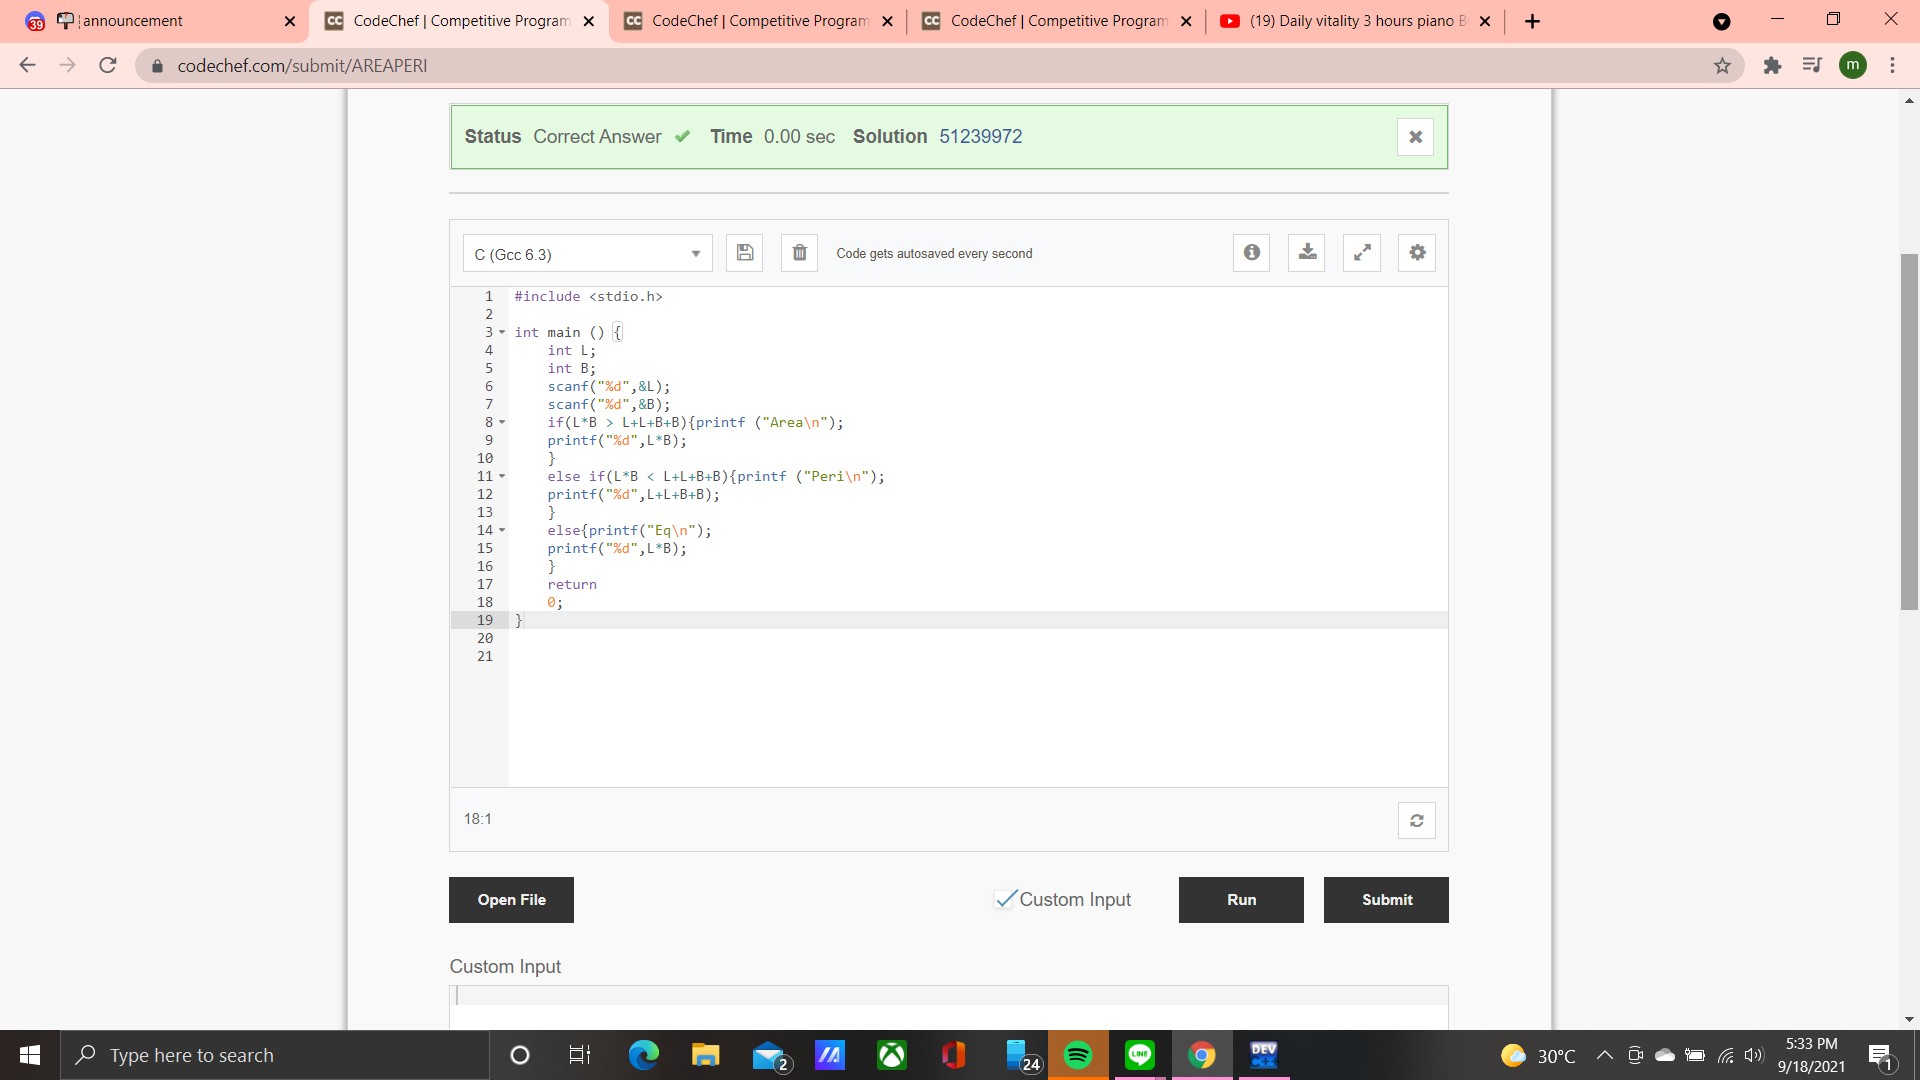 39 announcement
CC CodeChef | Competitive Program
CC CodeChef | Competitive Program
CC CodeChef | Competitive Program
(19) Daily vitality 3 hours piano B
codechef.com/submit/AREAPERI
m
Status Correct Answer Time 0.00 sec Solution 51239972
C (Gcc 6.3)
Code gets autosaved every second
1 #include <stdio.h>
2
3 int main () {
4 int L;
5 int B;
6 scanf("%d",&L);
7 scanf("%d",&B);
8 if(L*B > L+L+B+B){printf ("Area\n");
9 printf("%d",L*B);
10 }
11 else if(L*B < L+L+B+B){printf ("Peri\n");
12 printf("%d",L+L+B+B);
13 }
14 else{printf("Eq\n");
15 printf("%d",L*B);
16 }
17 return
18 0;
19 }
20
21
18:1
Open File
Custom Input
Run
Submit
Custom Input
Type here to search
2
24
LINE
DEV
C++
30°C
5:33 PM
9/18/2021
1